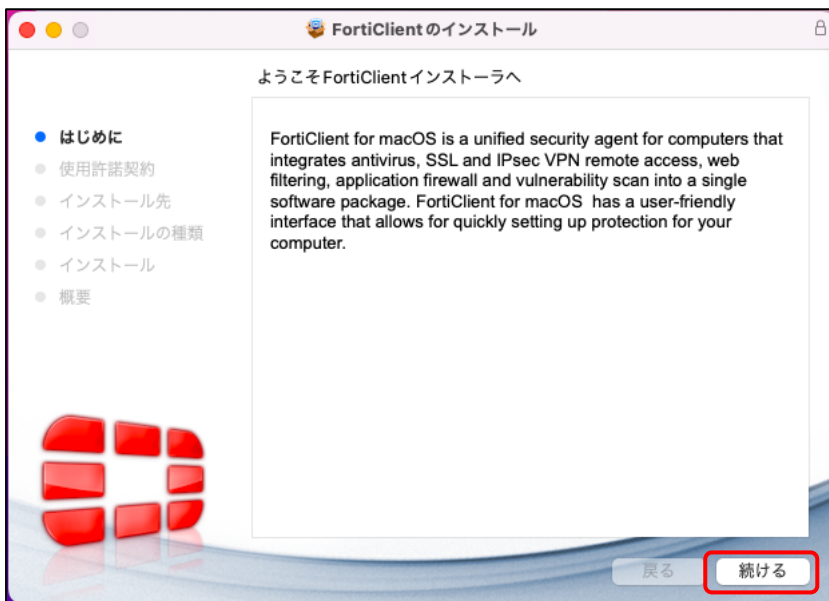 FortiClientのインストール
ようこそFortiClientインストーラへ
はじめに
使用許諾契約
インストール先
インストールの種類
インストール
概要
FortiClient for macOS is a unified security agent for computers that
integrates antivirus, SSL and IPsec VPN remote access, web
filtering, application firewall and vulnerability scan into a single
software package. FortiClient for macOS  has a user-friendly
interface that allows for quickly setting up protection for your
computer.
戻る
続ける